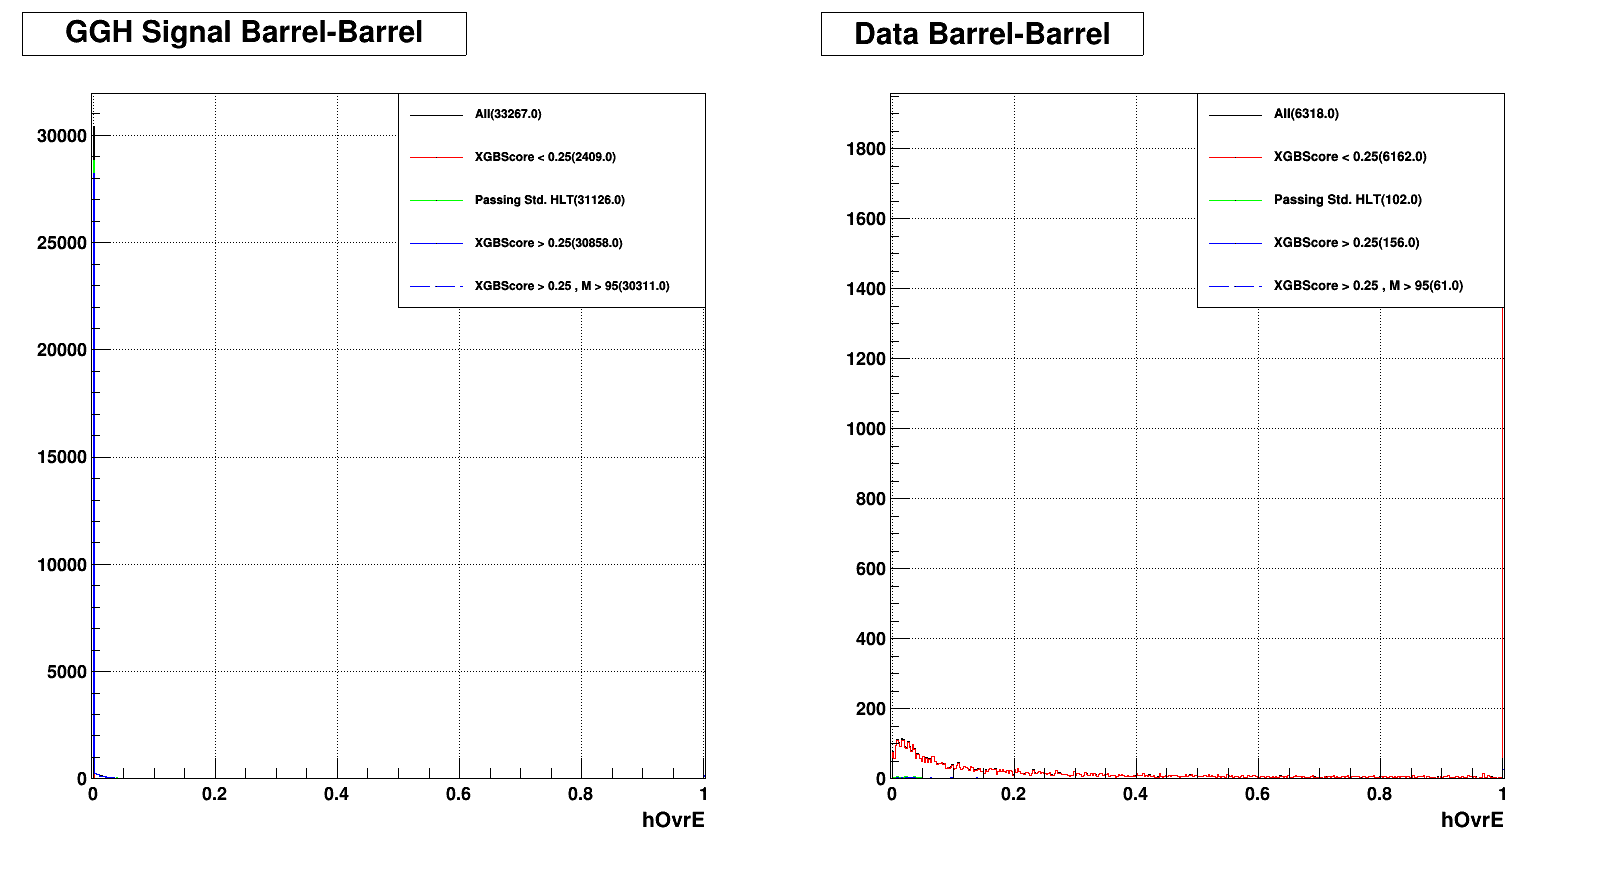 GGH Signal Barrel-Barrel
All(33267.0)
XGBScore < 0.25(2409.0)
Passing Std. HLT(31126.0)
XGBScore > 0.25(30858.0)
XGBScore > 0.25 , M > 95(30311.0)
30000
25000
20000
15000
10000
5000
0
0 0.2 0.4 0.6 0.8 1
hOvrE
Data Barrel-Barrel
All(6318.0)
XGBScore < 0.25(6162.0)
Passing Std. HLT(102.0)
XGBScore > 0.25(156.0)
XGBScore > 0.25 , M > 95(61.0)
1800
1600
1400
1200
1000
800
600
400
200
0
0 0.2 0.4 0.6 0.8 1
hOvrE